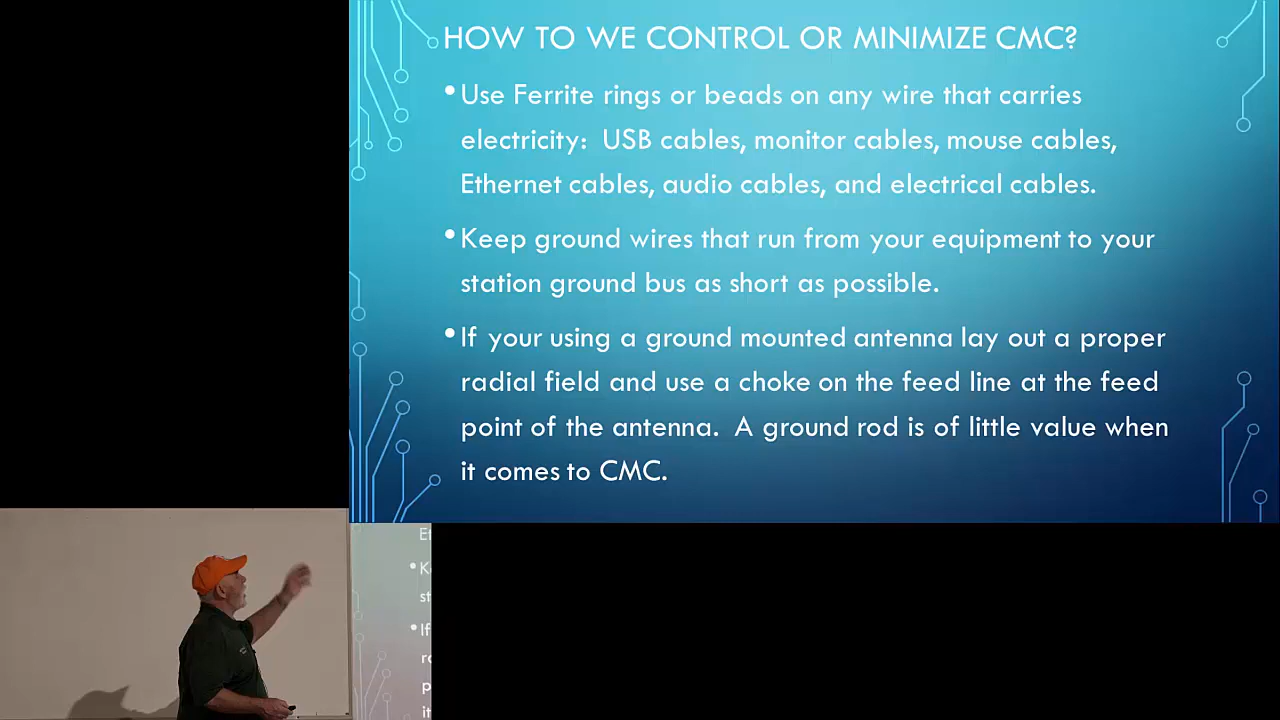 HOW TO WE CONTROL OR MINIMIZE CMC?
•Use Ferrite rings or beads on any wire that carries
electricity:  USB cables, monitor cables, mouse cables,
Ethernet cables, audio cables, and electrical cables.
•Keep ground wires that run from your equipment to your
station ground bus as short as possible.
•If your using a ground mounted antenna lay out a proper
radial field and use a choke on the feed line at the feed
point of the antenna.  A ground rod is of little value when
it comes to CMC.